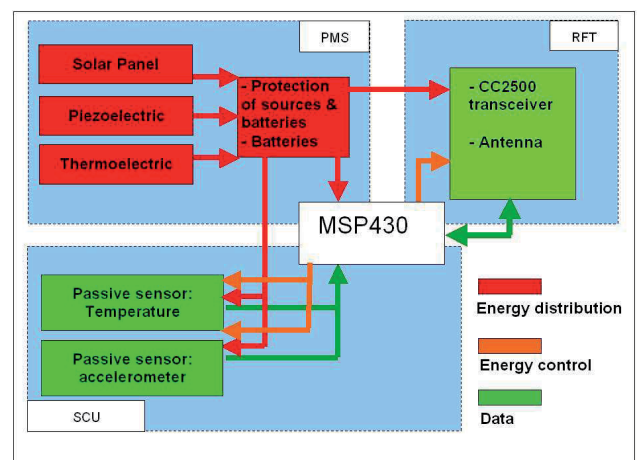 PMS
RFT
Solar Panel
Piezoelectric
Thermoelectric
- Protection
of sources &
batteries
- Batteries
- CC2500
transceiver
- Antenna
MSP430
Passive sensor:
Temperature
Passive sensor:
accelerometer
SCU
Energy distribution
Energy control
Data